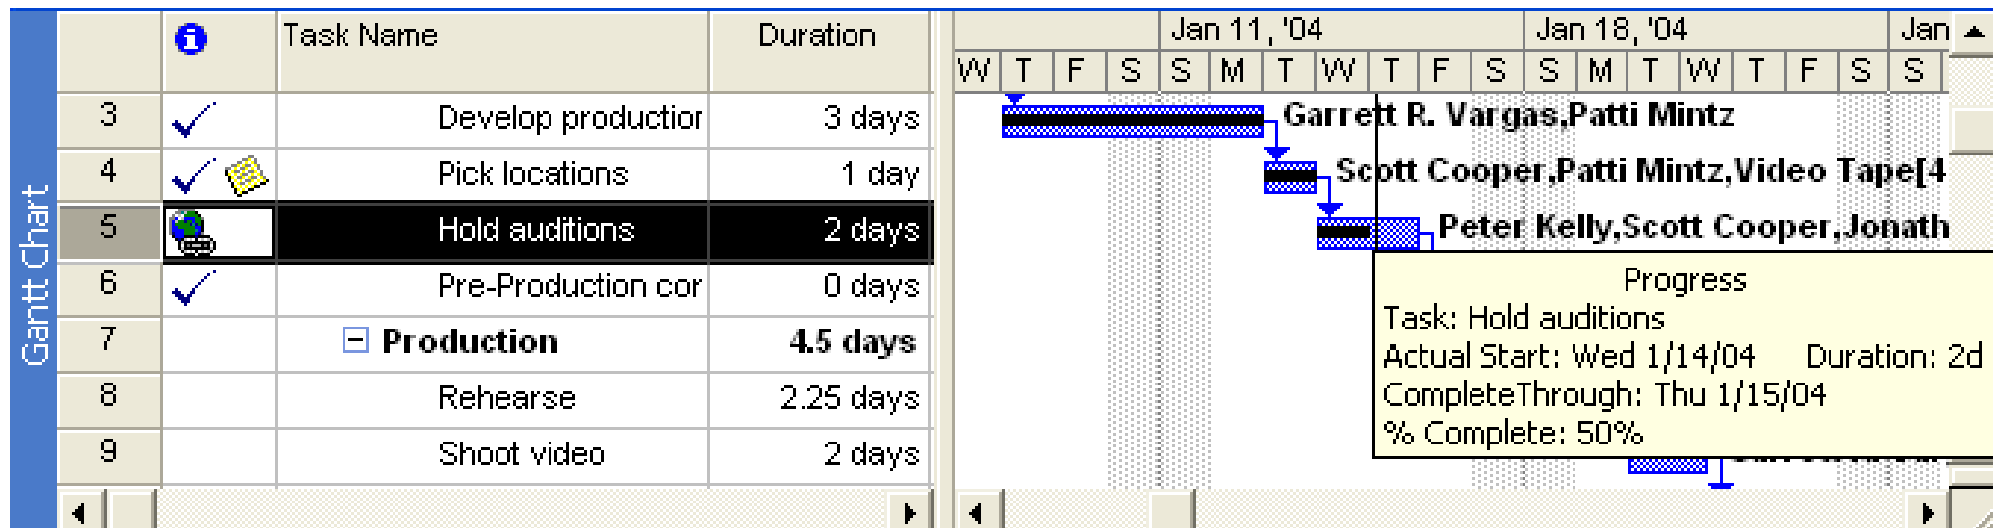 Gantt Chart
Task Name Duration
Jan 11, '04 Jan 18, '04 Jan
W T F S S M T W T F S S M T W T F S S
3 Develop production 3 days Garrett R. Vargas,Patti Mintz
4 Pick locations 1 day Scott Cooper,Patti Mintz,Video Tape[4
5 Hold auditions 2 days Peter Kelly,Scott Cooper,Jonath
6 Pre-Production cor 0 days
7 Production 4.5 days
8 Rehearse 2.25 days
9 Shoot video 2 days
Progress
Task: Hold auditions
Actual Start: Wed 1/14/04 Duration: 2d
CompleteThrough: Thu 1/15/04
% Complete: 50%